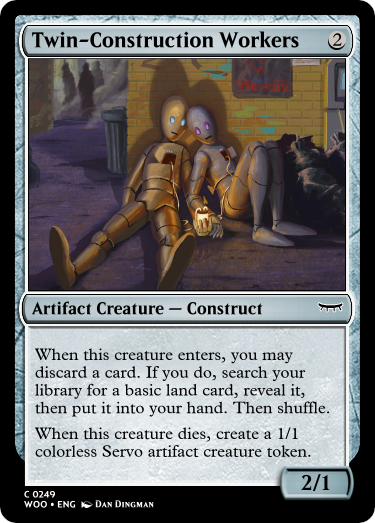 Twin-Construction Workers 2
Artifact Creature — Construct
When this creature enters, you may
discard a card. If you do, search your
library for a basic land card, reveal it,
then put it into your hand. Then shuffle.
When this creature dies, create a 1/1
colorless Servo artifact creature token.
2/1
C 0249
WOO • ENG DAN DINGMAN